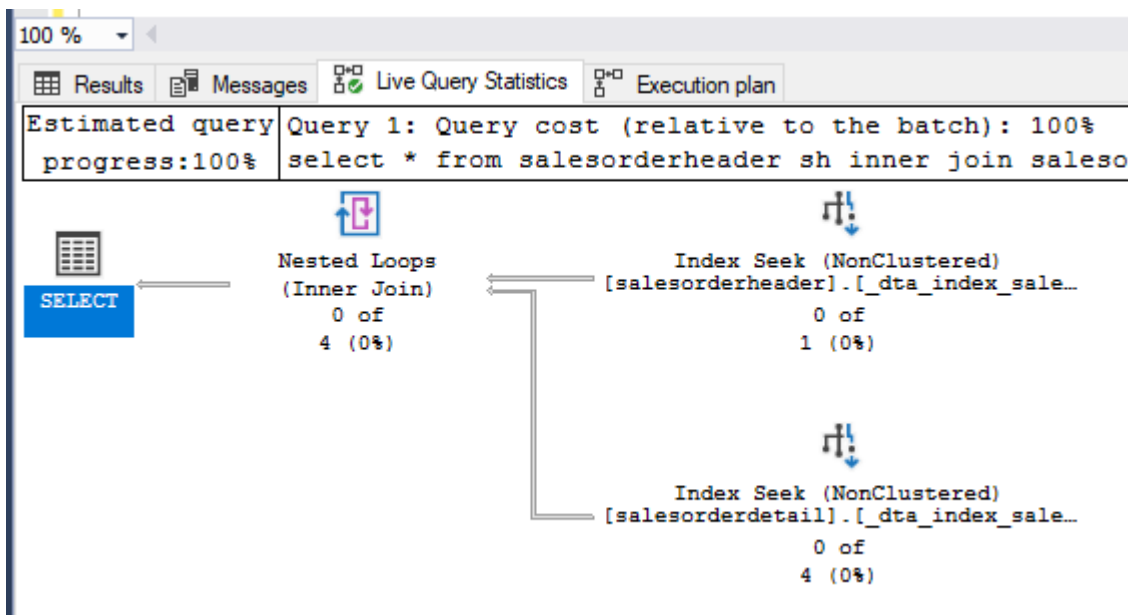 100 %
Results Messages Live Query Statistics Execution plan
Estimated query progress:100%
Query 1: Query cost (relative to the batch): 100%
select * from salesorderheader sh inner join saleso
SELECT
Nested Loops
(Inner Join)
0 of
4 (0%)
Index Seek (NonClustered)
[salesorderheader].[_dta_index_sale…
0 of
1 (0%)
Index Seek (NonClustered)
[salesorderdetail].[_dta_index_sale…
0 of
4 (0%)